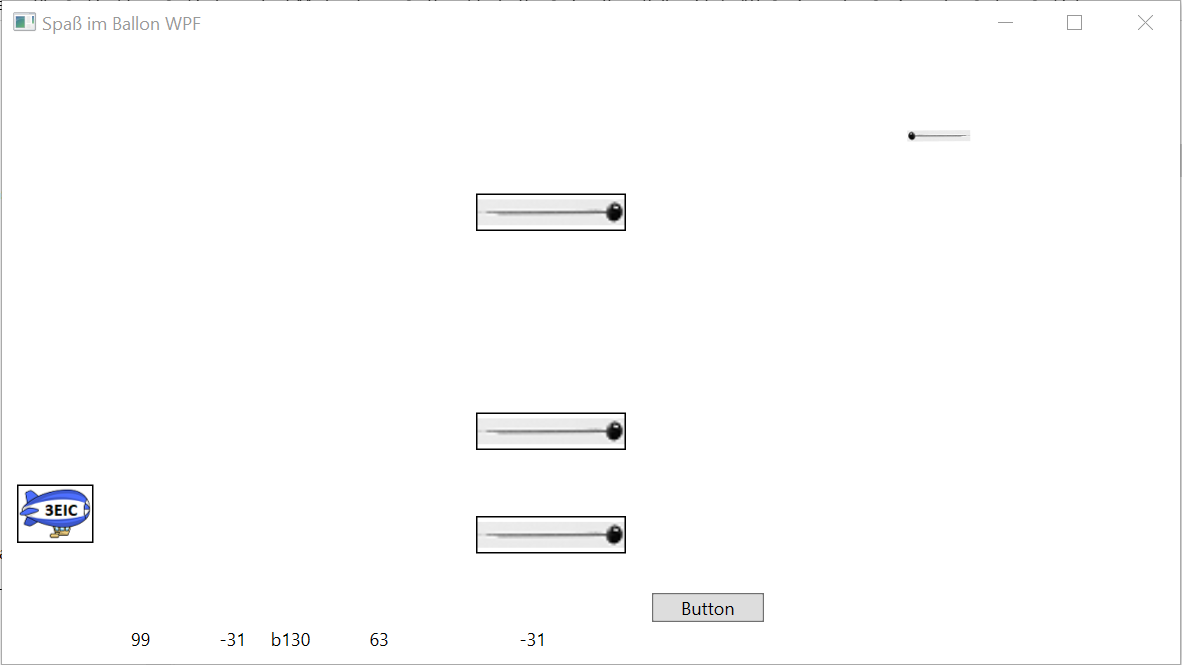 Spaß im Ballon WPF
3EIC
Button
99 -31 b130 63 -31